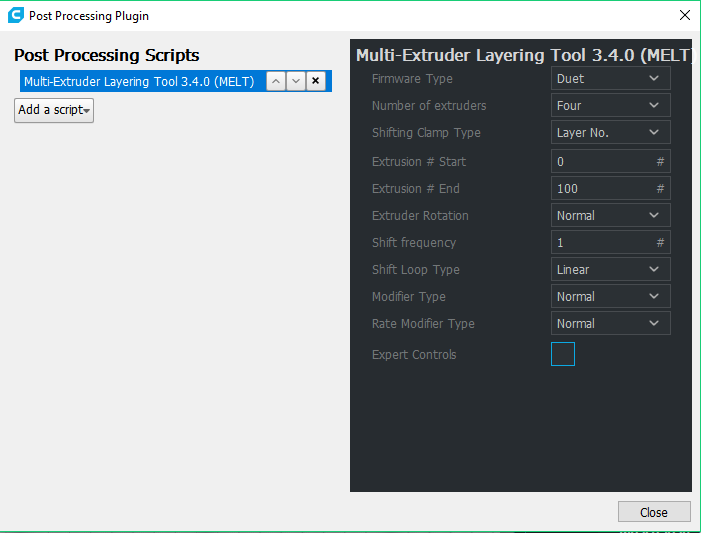 Post Processing Plugin
Post Processing Scripts
Multi-Extruder Layering Tool 3.4.0 (MELT)
Add a script
Multi-Extruder Layering Tool 3.4.0 (MELT)
Firmware Type Duet
Number of extruders Four
Shifting Clamp Type Layer No.
Extrusion # Start 0 #
Extrusion # End 100 #
Extruder Rotation Normal
Shift frequency 1 #
Shift Loop Type Linear
Modifier Type Normal
Rate Modifier Type Normal
Expert Controls
Close